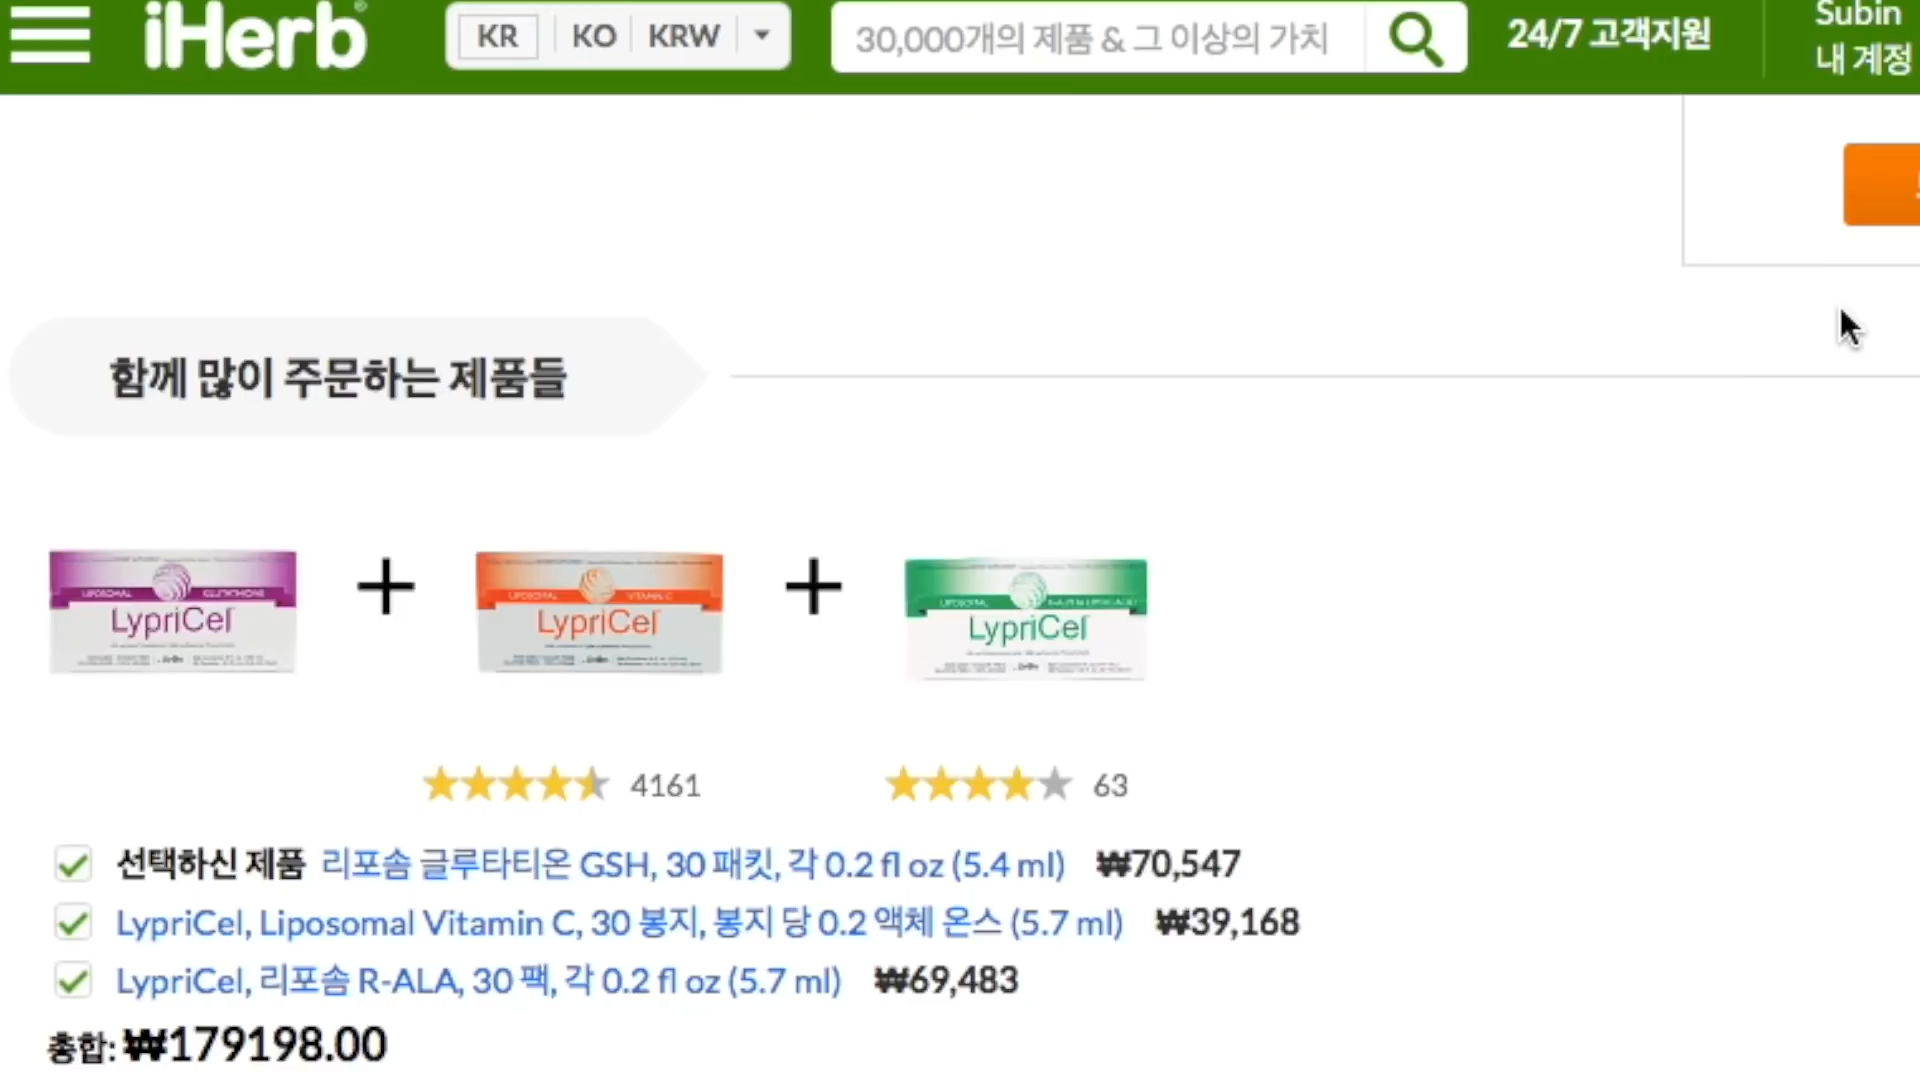 iHerb®
KR KO KRW
30,000개의 제품 & 그 이상의 가치
24/7 고객지원
Subin
내 계정
함께 많이 주문하는 제품들
LIPOSOMAL GLUTATHIONE
LypriCel
LIPOSOMAL VITAMIN C
LypriCel
LIPOSOMAL
LypriCel
4161
63
선택하신 제품 리포솜 글루타티온 GSH, 30 패킷, 각 0.2 fl oz (5.4 ml) ₩70,547
LypriCel, Liposomal Vitamin C, 30 봉지, 봉지 당 0.2 액체 온스 (5.7 ml) ₩39,168
LypriCel, 리포솜 R-ALA, 30 팩, 각 0.2 fl oz (5.7 ml) ₩69,483
총합: ₩179198.00